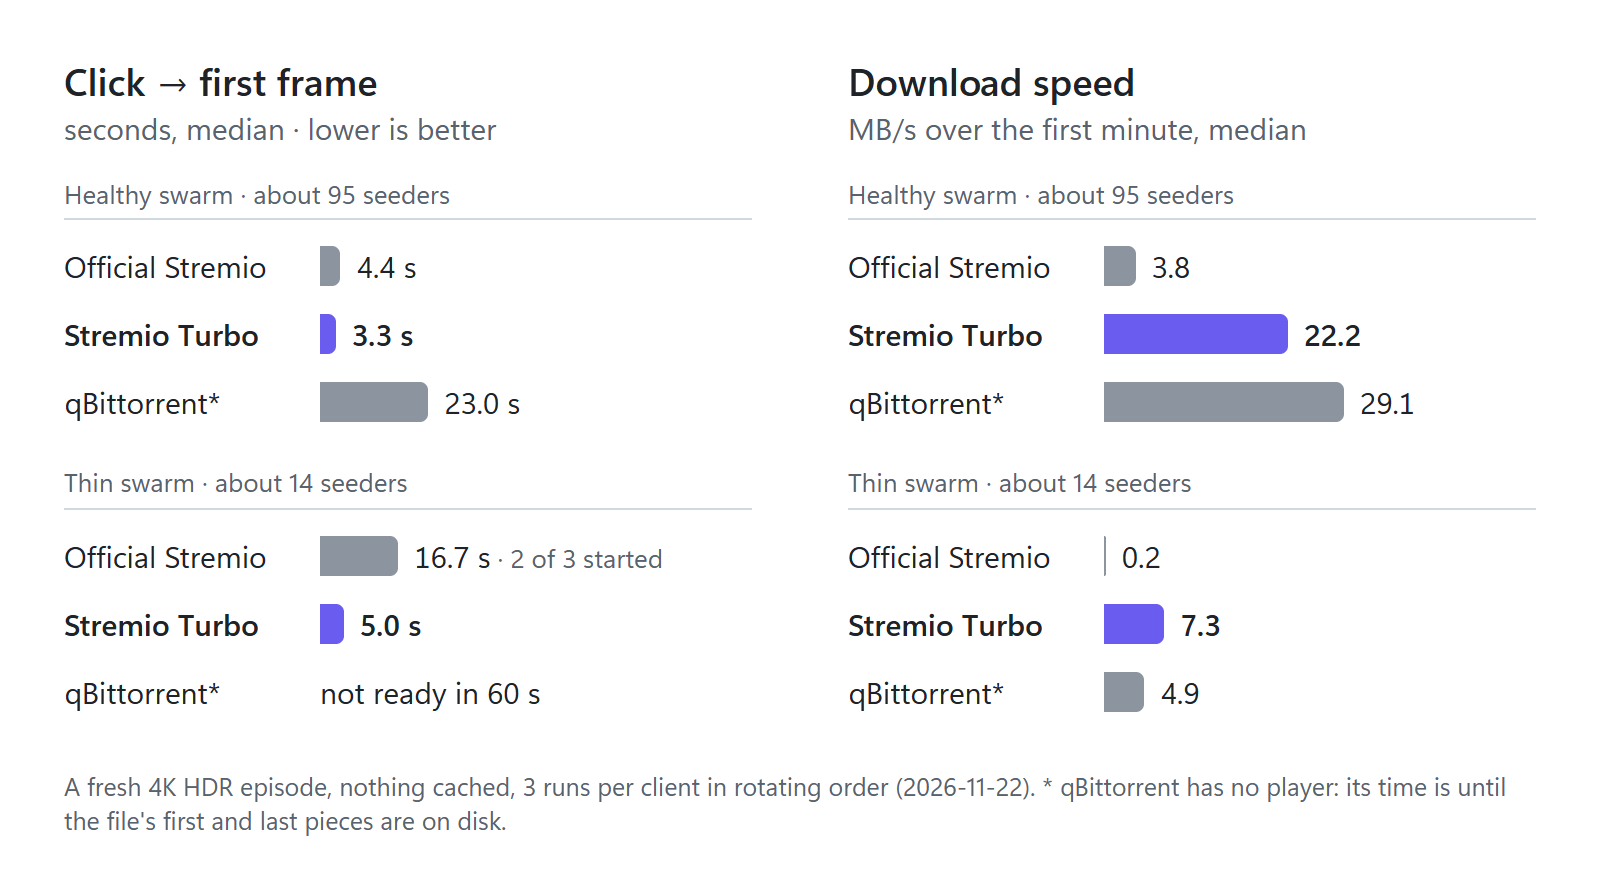 Click → first frame
seconds, median · lower is better
Healthy swarm · about 95 seeders
Official Stremio 4.4 s
Stremio Turbo 3.3 s
qBittorrent* 23.0 s
Thin swarm · about 14 seeders
Official Stremio 16.7 s · 2 of 3 started
Stremio Turbo 5.0 s
qBittorrent* not ready in 60 s
Download speed
MB/s over the first minute, median
Healthy swarm · about 95 seeders
Official Stremio 3.8
Stremio Turbo 22.2
qBittorrent* 29.1
Thin swarm · about 14 seeders
Official Stremio 0.2
Stremio Turbo 7.3
qBittorrent* 4.9
A fresh 4K HDR episode, nothing cached, 3 runs per client in rotating order (2026-11-22). * qBittorrent has no player: its time is until
the file's first and last pieces are on disk.